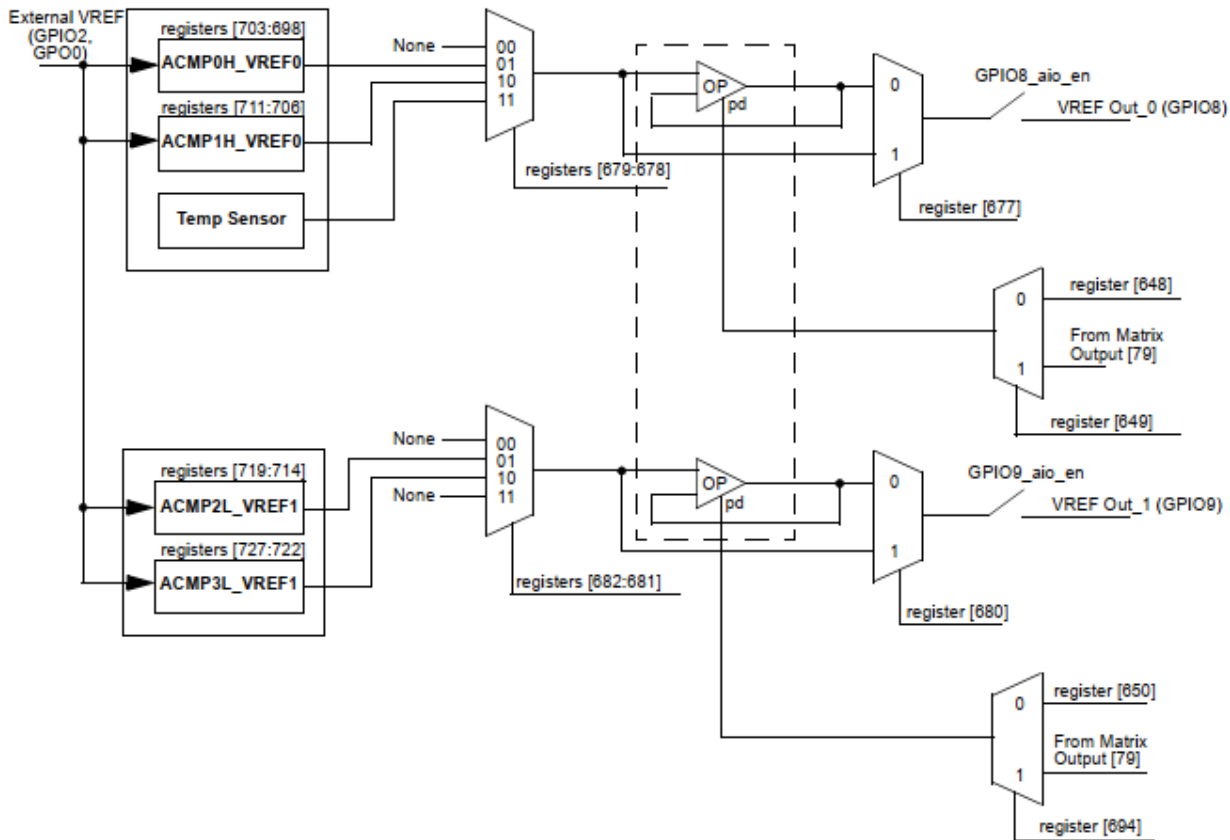 External VREF
(GPIO2,
GPO0)
registers [703:698]
ACMP0H_VREF0
registers [711:706]
ACMP1H_VREF0
Temp Sensor
None
00
01
10
11
registers [679:678]
OP
pd
0
1
register [677]
GPIO8_aio_en
VREF Out_0 (GPIO8)
0
1
register [648]
From Matrix
Output [79]
register [649]
registers [719:714]
ACMP2L_VREF1
registers [727:722]
ACMP3L_VREF1
None
None
00
01
10
11
registers [682:681]
OP
pd
0
1
register [680]
GPIO9_aio_en
VREF Out_1 (GPIO9)
0
1
register [650]
From Matrix
Output [79]
register [694]